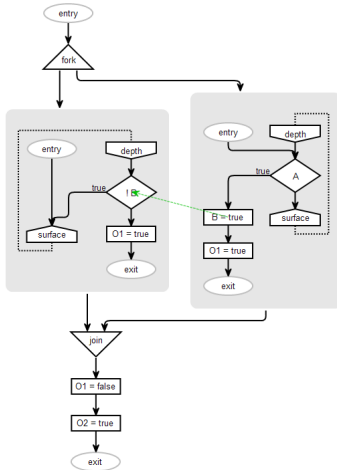 entry
fork
entry
depth
true
! B
surface
O1 = true
exit
entry
depth
true
A
B = true
surface
O1 = true
exit
join
O1 = false
O2 = true
exit